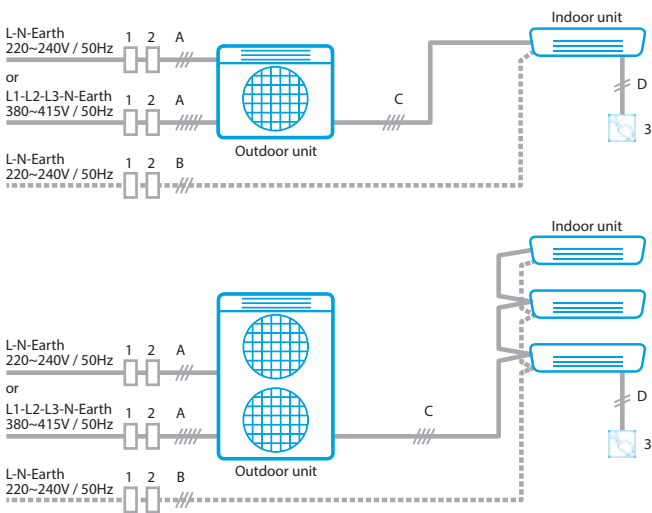 Indoor unit
L-N-Earth
220~240V / 50Hz
1 2 A
or
L1-L2-L3-N-Earth
380~415V / 50Hz
1 2 A
C
D
3
Outdoor unit
L-N-Earth
220~240V / 50Hz
1 2 B
Indoor unit
L-N-Earth
220~240V / 50Hz
1 2 A
or
L1-L2-L3-N-Earth
380~415V / 50Hz
1 2 A
C
D
3
Outdoor unit
L-N-Earth
220~240V / 50Hz
1 2 B